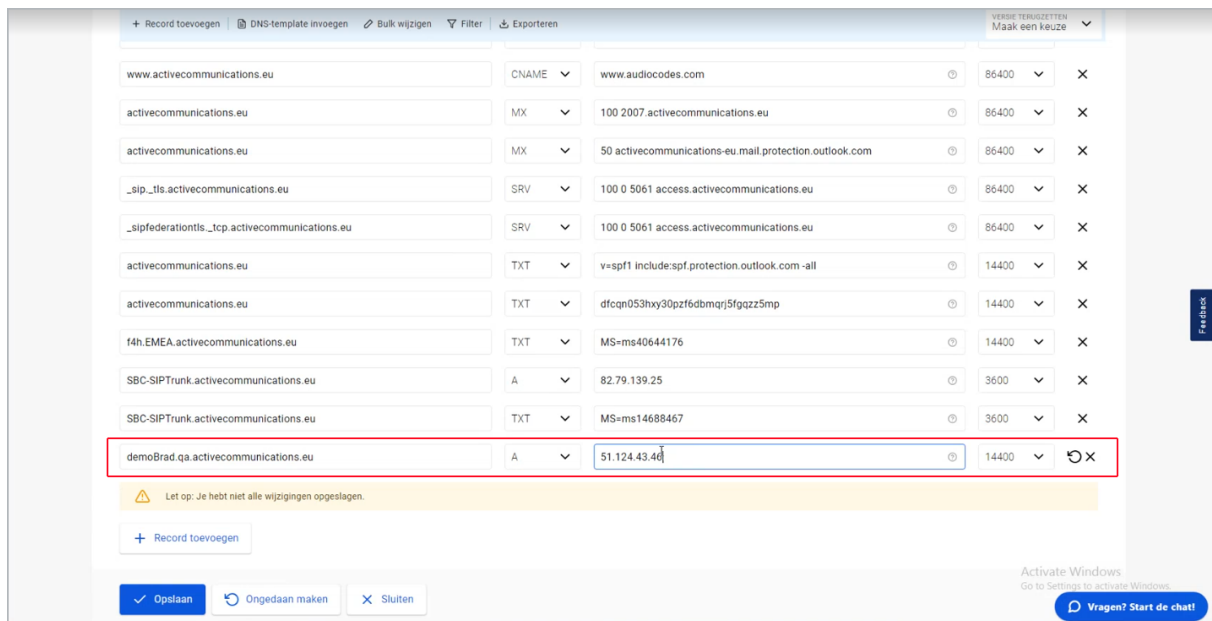 + Record toevoegen DNS-template invoegen Bulk wijzigen Filter Exporteren
VERSIE TERUGZETTEN
Maak een keuze
www.activecommunications.eu CNAME www.audiocodes.com 86400
activecommunications.eu MX 100 2007.activecommunications.eu 86400
activecommunications.eu MX 50 activecommunications-eu.mail.protection.outlook.com 86400
_sip._tls.activecommunications.eu SRV 100 0 5061 access.activecommunications.eu 86400
_sipfederationtls._tcp.activecommunications.eu SRV 100 0 5061 access.activecommunications.eu 86400
activecommunications.eu TXT v=spf1 include:spf.protection.outlook.com -all 14400
activecommunications.eu TXT dfcqn053hxy30pzf6dbmqrj5fgqzz5mp 14400
f4h.EMEA.activecommunications.eu TXT MS=ms40644176 14400
SBC-SIPTrunk.activecommunications.eu A 82.79.139.25 3600
SBC-SIPTrunk.activecommunications.eu TXT MS=ms14688467 3600
demoBrad.qa.activecommunications.eu A 51.124.43.46 14400
Let op: Je hebt niet alle wijzigingen opgeslagen.
+ Record toevoegen
Opslaan Ongedaan maken Sluiten
Activate Windows
Go to Settings to activate Windows.
Vragen? Start de chat!
Feedback